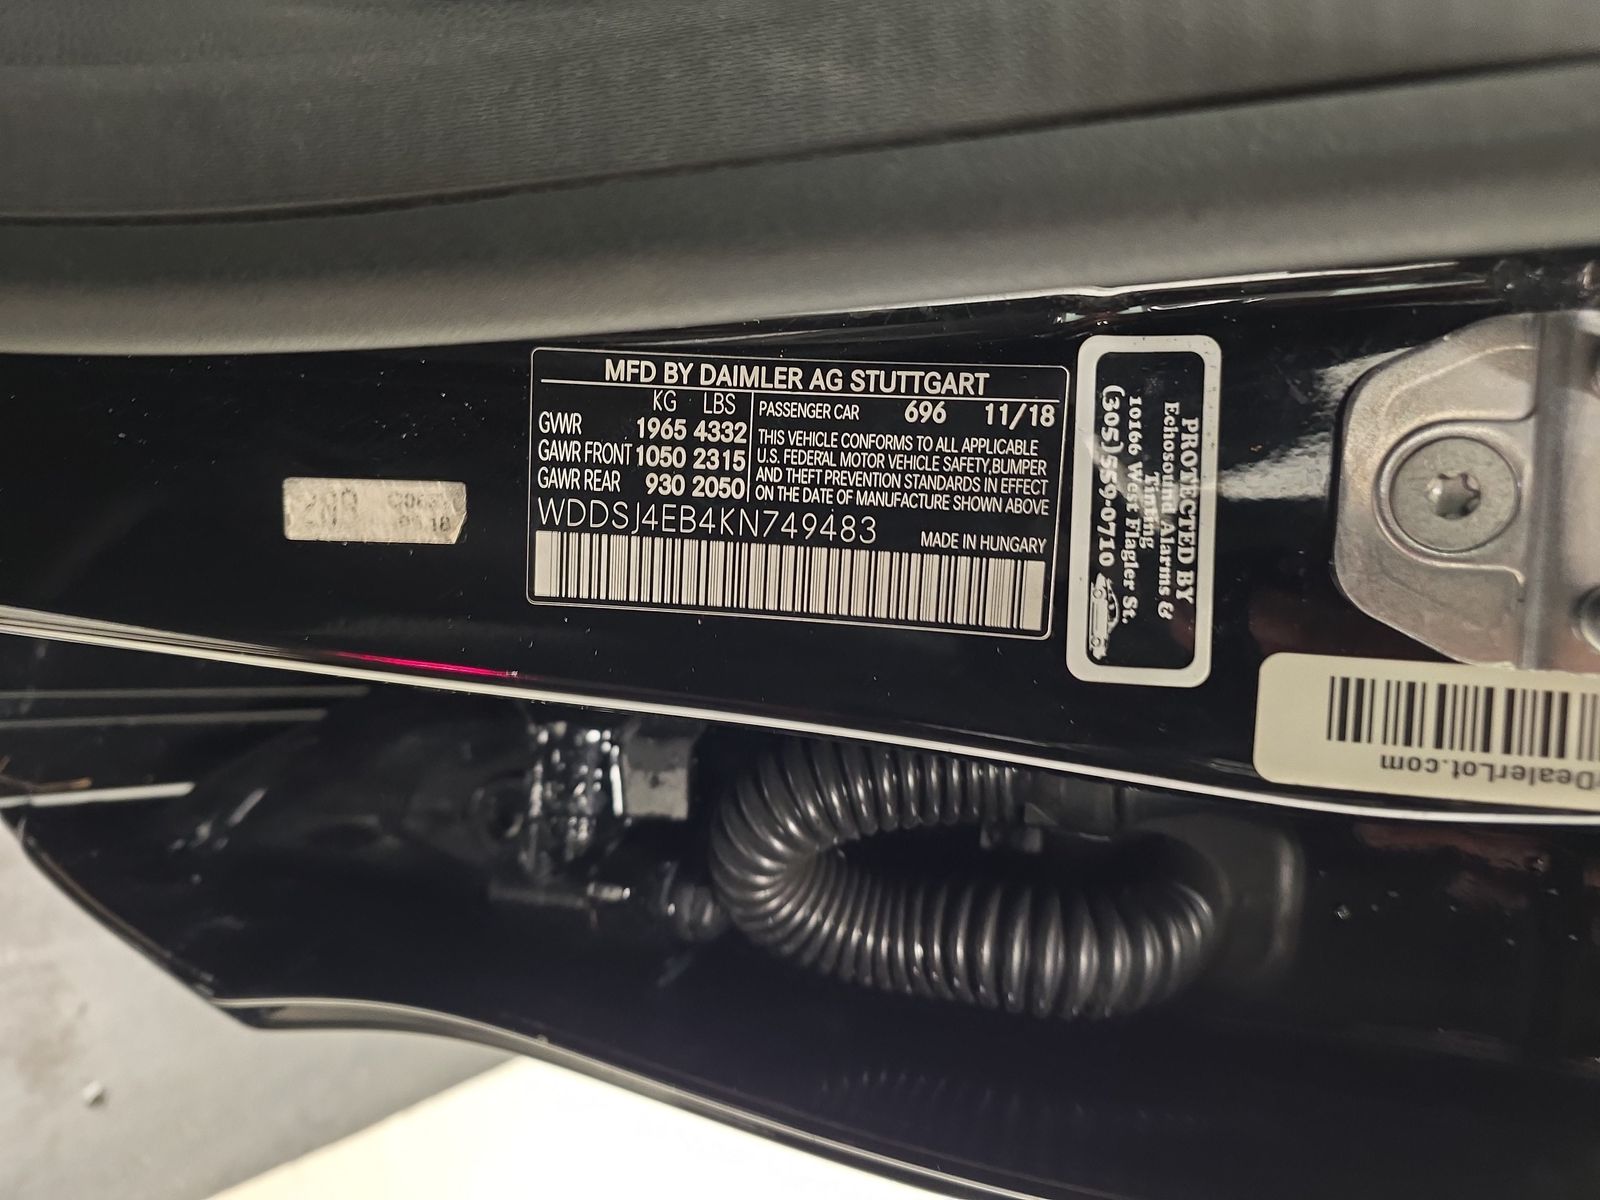 MFD BY DAIMLER AG STUTTGART
KG LBS
GVWR 1965 4332
GAWR FRONT 1050 2315
GAWR REAR 930 2050
PASSENGER CAR 696 11/18
THIS VEHICLE CONFORMS TO ALL APPLICABLE
U.S. FEDERAL MOTOR VEHICLE SAFETY,BUMPER
AND THEFT PREVENTION STANDARDS IN EFFECT
ON THE DATE OF MANUFACTURE SHOWN ABOVE
WDDSJ4EB4KN749483
MADE IN HUNGARY
PROTECTED BY
Echosound Alarms &
Tinting
10166 West Flagler St.
(305)559-0710
DealerLot.com